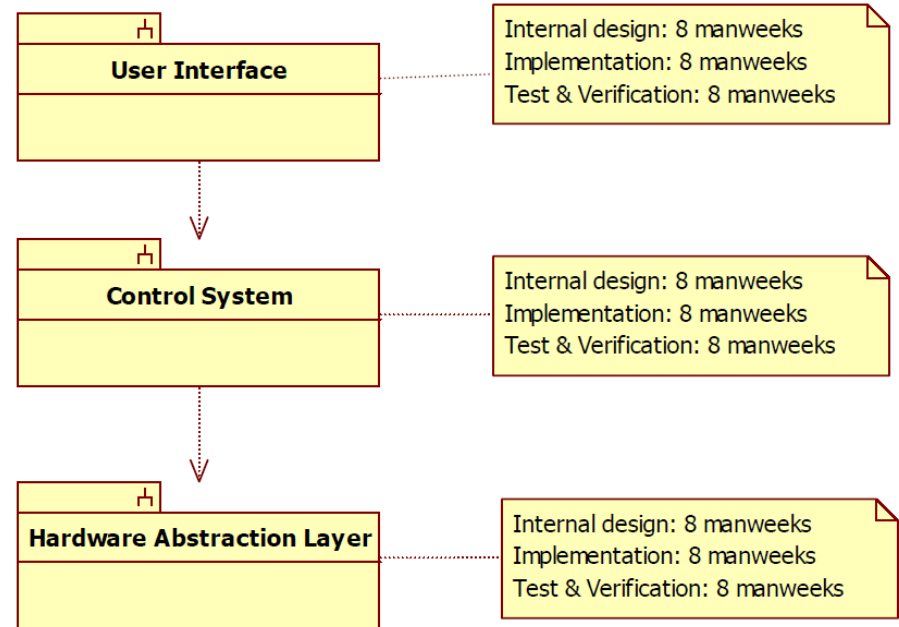 User Interface
Internal design: 8 manweeks
Implementation: 8 manweeks
Test & Verification: 8 manweeks
Control System
Internal design: 8 manweeks
Implementation: 8 manweeks
Test & Verification: 8 manweeks
Hardware Abstraction Layer
Internal design: 8 manweeks
Implementation: 8 manweeks
Test & Verification: 8 manweeks